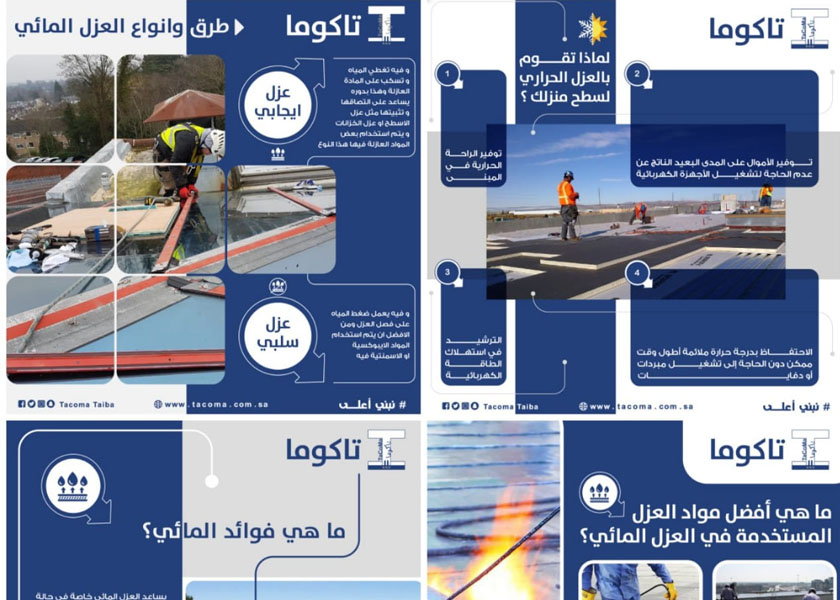 تاكوما
طرق وانواع العزل المائي
عزل
ايجابي
و فيه تغطي المياه
و تسكب على المادة
العازلة وهذا بدوره
يساعد على التصاقها
و تثبيتها مثل عزل
الاسطح او عزل الخزانات
و يتم استخدام بعض
المواد العازلة فيها هذا النوع
عزل
سلبي
و فيه يعمل ضغط المياه
على فصل العزل ومن
الافضل ان يتم استخدام
المواد الايبوكسية
او الاسمنتية فيه
Tacoma Taiba
www.tacoma.com.sa
# نبني أعلى
تاكوما
لماذا تقوم
بالعزل الحراري
لسطح منزلك ؟
1
توفير الراحة
الحرارية في
المبنى
2
توفير الأموال على المدى البعيد الناتج عن
عدم الحاجة لتشغيل الأجهزة الكهربائية
3
الترشيد
في استهلاك
الطاقة
الكهربائية
4
الاحتفاظ بدرجة حرارة ملائمة أطول وقت
ممكن دون الحاجة إلى تشغيل مبردات
أو دفايات
Tacoma Taiba
www.tacoma.com.sa
# نبني أعلى
تاكوما
ما هي فوائد المائي؟
يساعد العزل المائي خاصة في حالة
تاكوما
ما هي أفضل مواد العزل
المستخدمة في العزل المائي؟